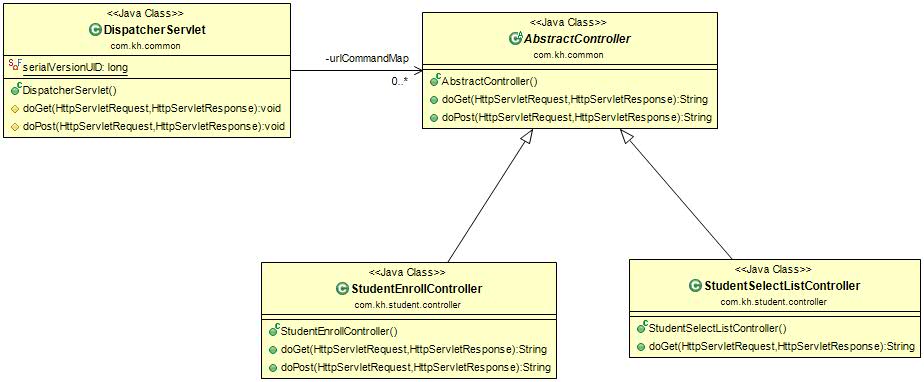 <<Java Class>>
DispatcherServlet
com.kh.common
serialVersionUID: long
DispatcherServlet()
doGet(HttpServletRequest,HttpServletResponse):void
doPost(HttpServletRequest,HttpServletResponse):void
-urlCommandMap
0..*
<<Java Class>>
AbstractController
com.kh.common
AbstractController()
doGet(HttpServletRequest,HttpServletResponse):String
doPost(HttpServletRequest,HttpServletResponse):String
<<Java Class>>
StudentEnrollController
com.kh.student.controller
StudentEnrollController()
doGet(HttpServletRequest,HttpServletResponse):String
doPost(HttpServletRequest,HttpServletResponse):String
<<Java Class>>
StudentSelectListController
com.kh.student.controller
StudentSelectListController()
doGet(HttpServletRequest,HttpServletResponse):String